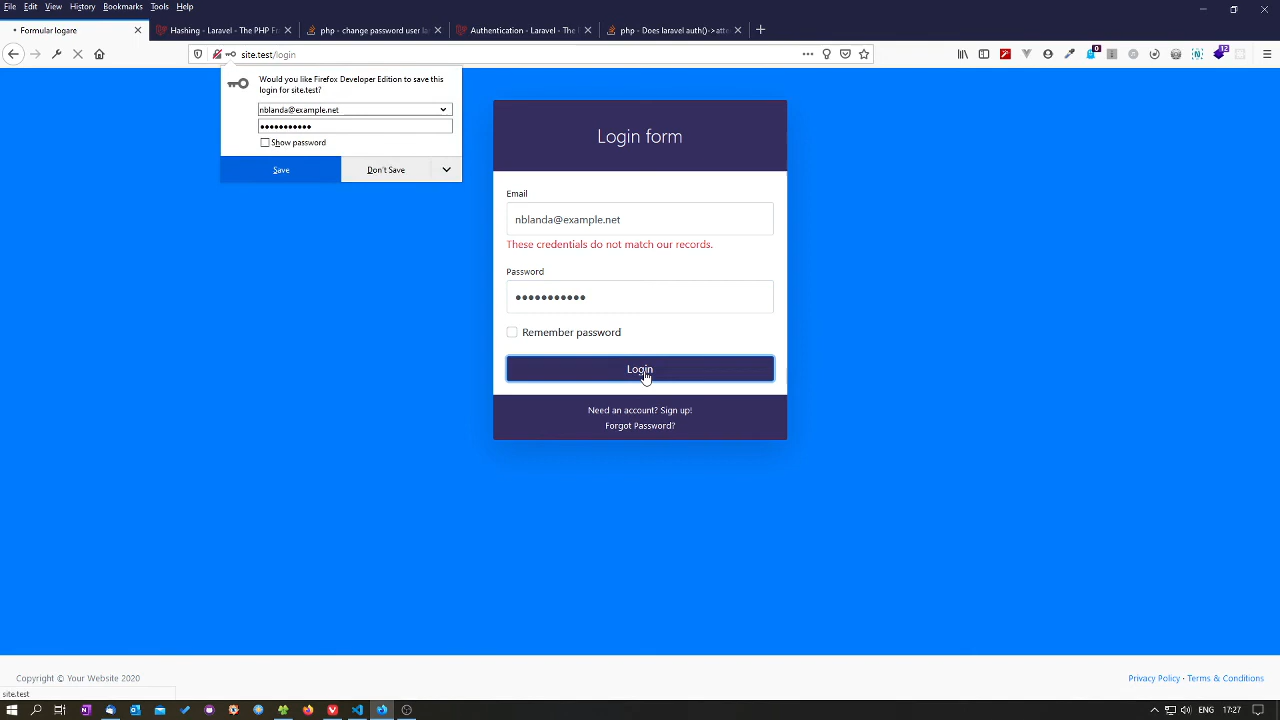 File Edit View History Bookmarks Tools Help
Formular logare
Hashing - Laravel - The PHP Fr
php - change password user la
Authentication - Laravel - The
php - Does laravel auth()->atte
site.test/login
0
12
Would you like Firefox Developer Edition to save this
login for site.test?
nblanda@example.net
●●●●●●●●●●●
Show password
Save
Don't Save
Login form
Email
nblanda@example.net
These credentials do not match our records.
Password
●●●●●●●●●●●
Remember password
Login
Need an account? Sign up!
Forgot Password?
Copyright © Your Website 2020
Privacy Policy · Terms & Conditions
site.test
ENG 17:27